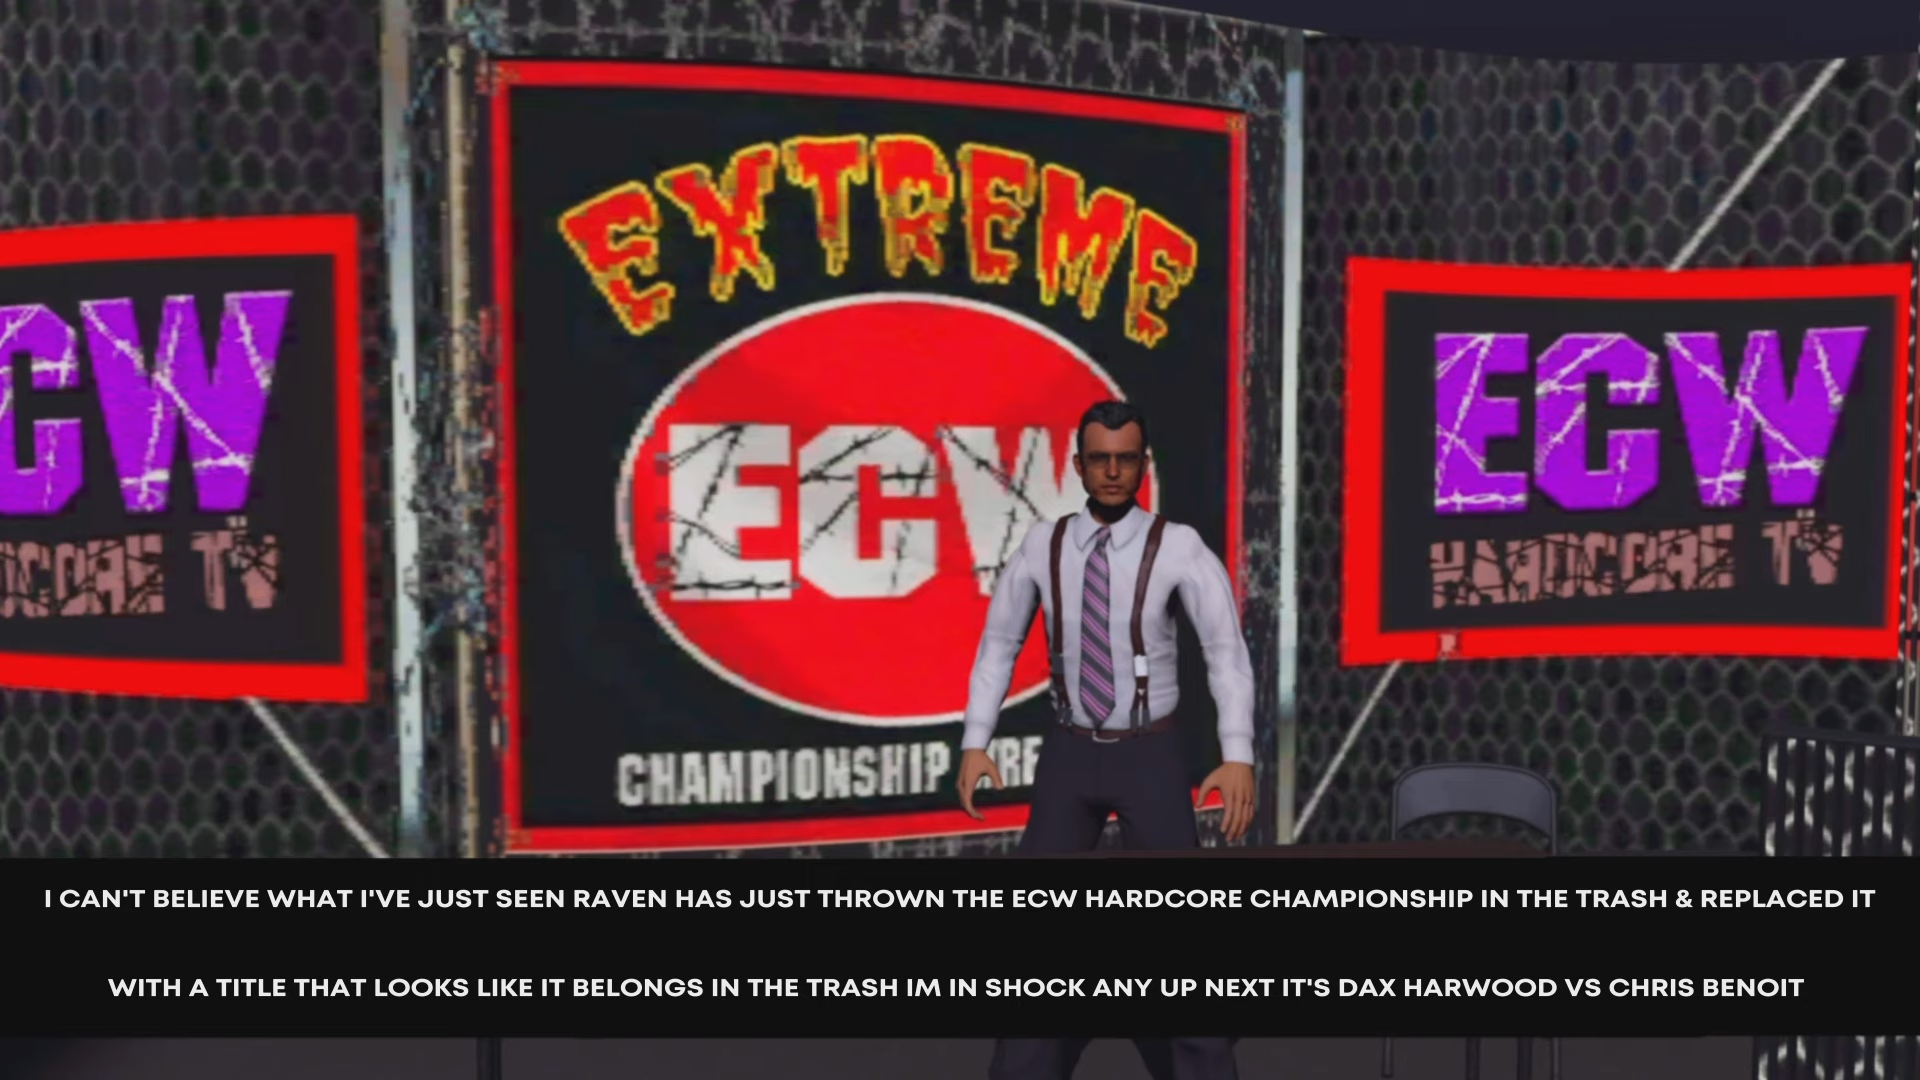 EXTREME
ECW
CHAMPIONSHIP
CW
DCORE TV
ECW
HARDCORE TV
I CAN'T BELIEVE WHAT I'VE JUST SEEN RAVEN HAS JUST THROWN THE ECW HARDCORE CHAMPIONSHIP IN THE TRASH & REPLACED IT
WITH A TITLE THAT LOOKS LIKE IT BELONGS IN THE TRASH IM IN SHOCK ANY UP NEXT IT'S DAX HARWOOD VS CHRIS BENOIT